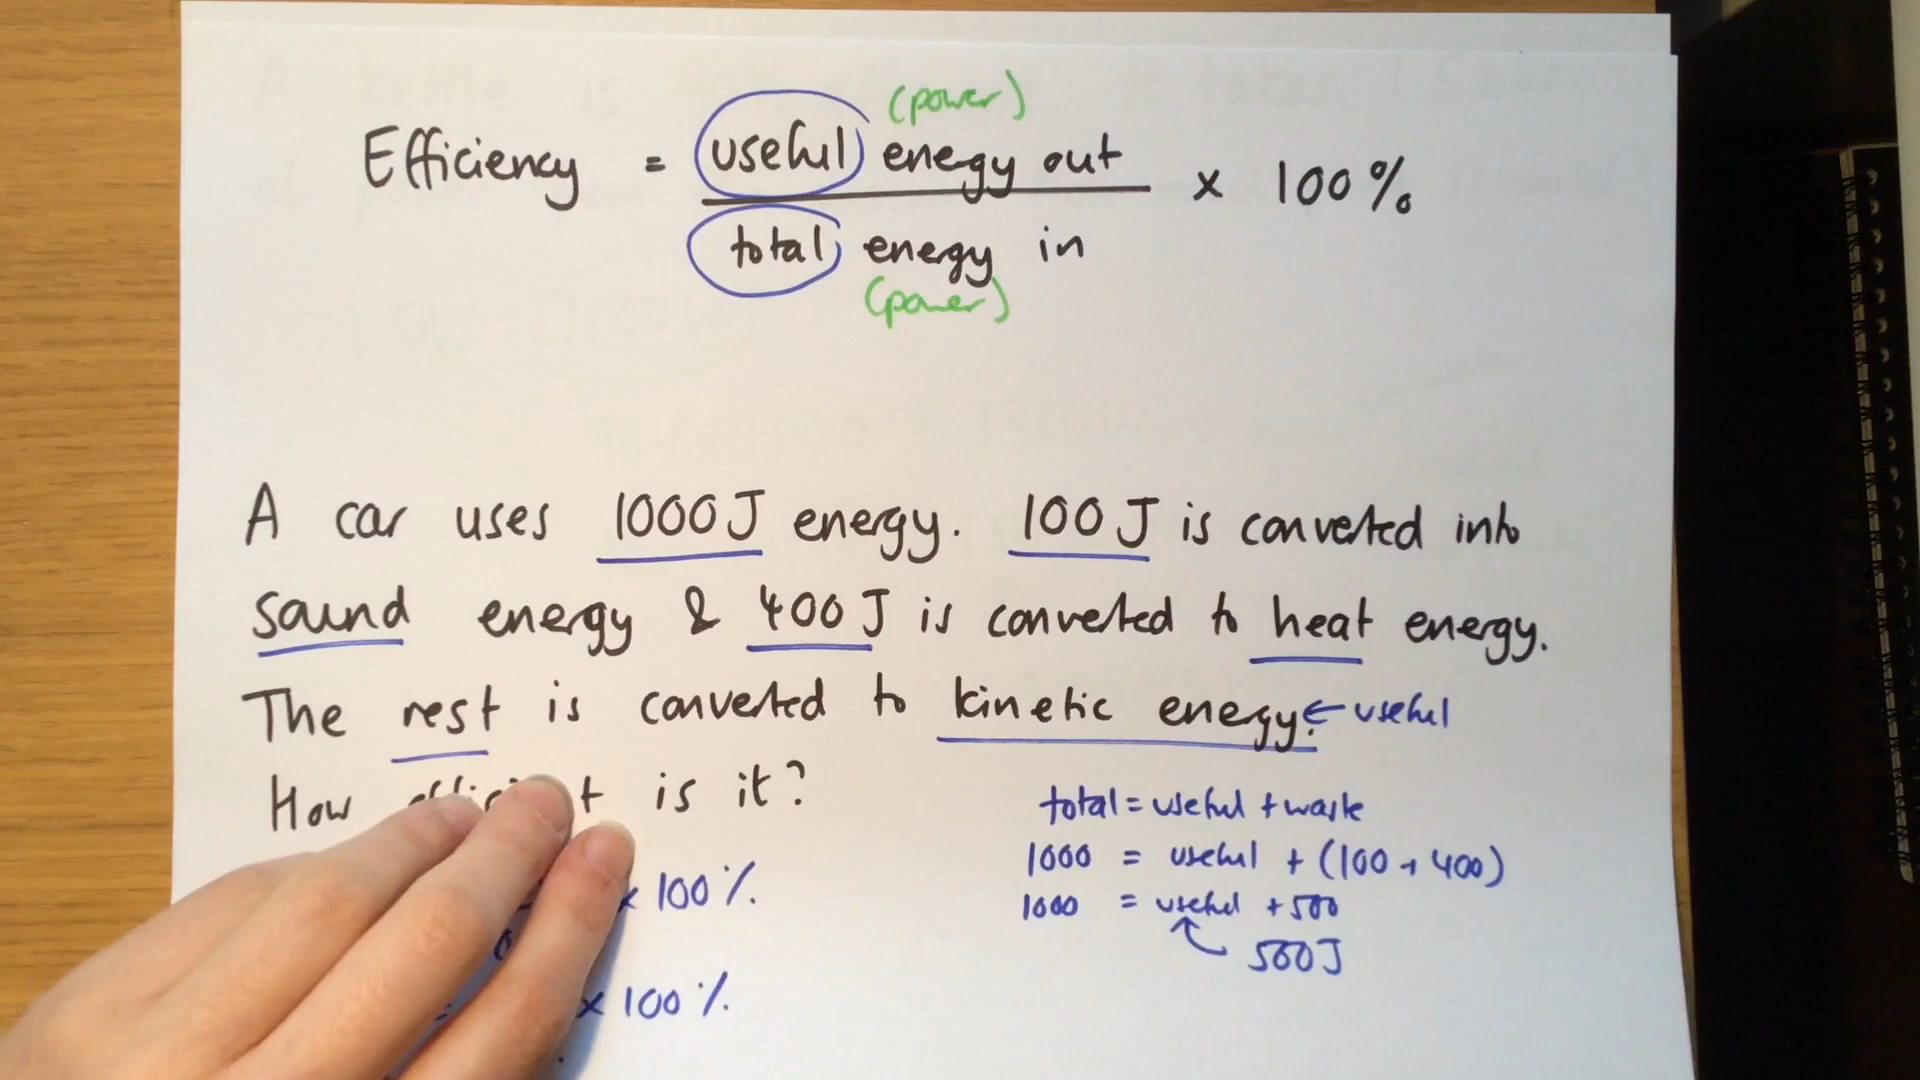 (power)
Efficiency = useful energy out x 100%
total energy in
(power)
A car uses 1000J energy. 100J is converted into
sound energy & 400J is converted to heat energy.
The rest is converted to kinetic energy. ← useful
How is it?
total = useful + waste
1000 = useful + (100 + 400)
x 100%
1000 = useful + 500
500J
x 100%